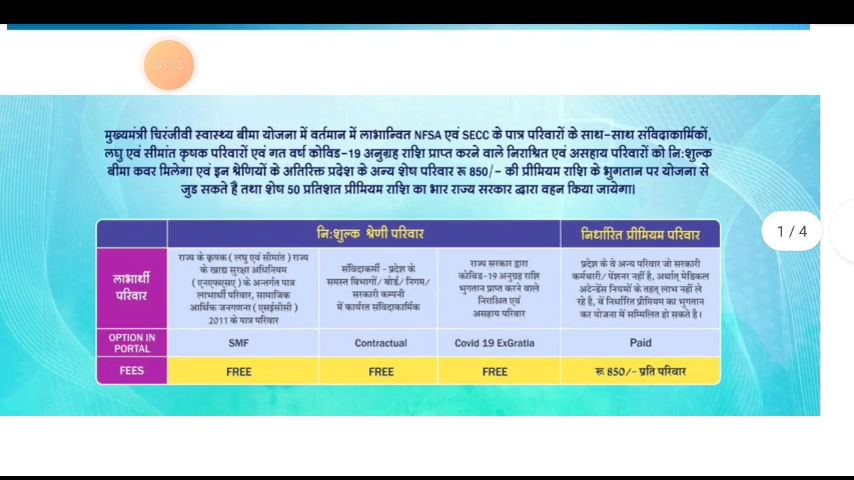 03:15
मुख्यमंत्री चिरंजीवी स्वास्थ्य बीमा योजना में वर्तमान में लाभान्वित NFSA एवं SECC के पात्र परिवारों के साथ-साथ संविदाकार्मिकों,
लघु एवं सीमांत कृषक परिवारों एवं गत वर्ष कोविड-19 अनुग्रह राशि प्राप्त करने वाले निराश्रित एवं असहाय परिवारों को नि:शुल्क
बीमा कवर मिलेगा एवं इन श्रेणियों के अतिरिक्त प्रदेश के अन्य शेष परिवार रू 850/- की प्रीमियम राशि के भुगतान पर योजना से
जुड सकते है तथा शेष 50 प्रतिशत प्रीमियम राशि का भार राज्य सरकार द्वारा वहन किया जायेगा।
1 / 4
नि:शुल्क श्रेणी परिवार
निर्धारित प्रीमियम परिवार
लाभार्थी
परिवार
राज्य के कृषक ( लघु एवं सीमांत ) राज्य
के खाद्य सुरक्षा अधिनियम
( एनएफएसए ) के अन्तर्गत पात्र
लाभार्थी परिवार, सामाजिक
आर्थिक जनगणना ( एसईसीसी )
2011 के पात्र परिवार
संविदाकर्मी - प्रदेश के
समस्त विभागों/ बोर्ड/ निगम/
सरकारी कम्पनी
में कार्यरत संविदाकार्मिक
राज्य सरकार द्वारा
कोविड-19 अनुग्रह राशि
भुगतान प्राप्त करने वाले
निराश्रित एवं
असहाय परिवार
प्रदेश के वे अन्य परिवार जो सरकारी
कर्मचारी/ पेंशनर नहीं है, अर्थात् मेडिकल
अटेन्डेंस नियमों के तहत् लाभ नहीं ले
रहे है, वें निर्धारित प्रीमियम का भुगतान
कर योजना में सम्मिलित हो सकते है।
OPTION IN
PORTAL
SMF
Contractual
Covid 19 ExGratia
Paid
FEES
FREE
FREE
FREE
रू 850/- प्रति परिवार